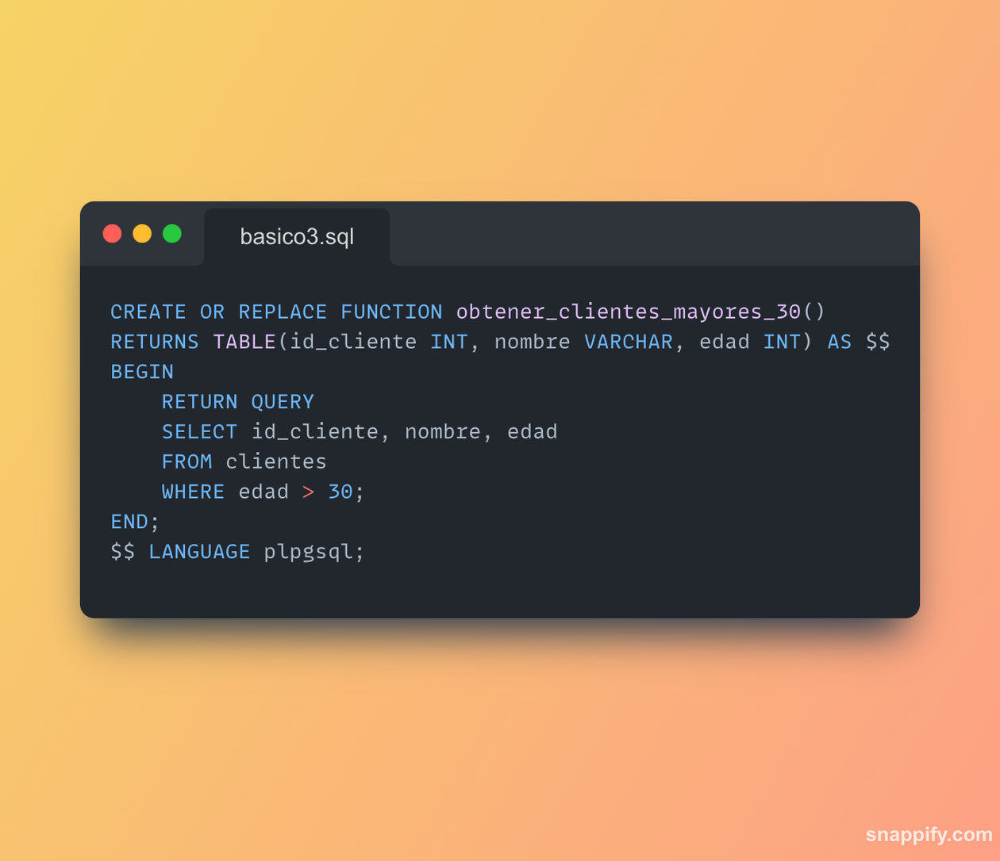 basico3.sql
CREATE OR REPLACE FUNCTION obtener_clientes_mayores_30()
RETURNS TABLE(id_cliente INT, nombre VARCHAR, edad INT) AS $$
BEGIN
    RETURN QUERY
    SELECT id_cliente, nombre, edad
    FROM clientes
    WHERE edad > 30;
END;
$$ LANGUAGE plpgsql;
snappify.com